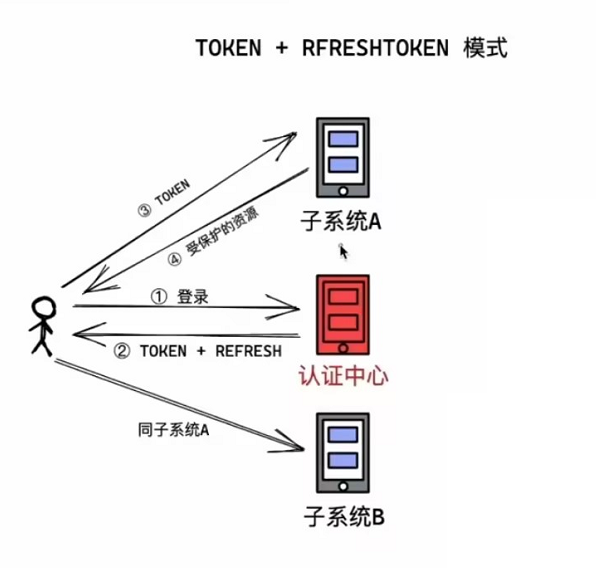 TOKEN + RFRESHTOKEN 模式
③ TOKEN
④ 受保护的资源
子系统A
① 登录
② TOKEN + REFRESH
认证中心
同子系统A
子系统B